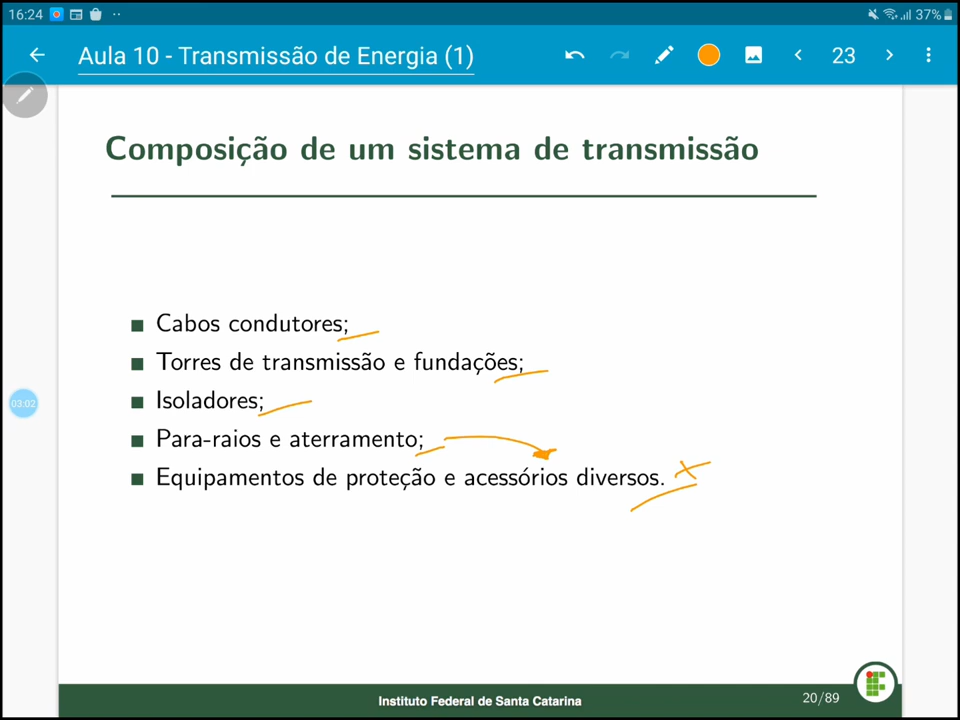 16:24
37%
Aula 10 - Transmissão de Energia (1)
23
Composição de um sistema de transmissão
Cabos condutores;
Torres de transmissão e fundações;
Isoladores;
03:02
Para-raios e aterramento;
Equipamentos de proteção e acessórios diversos.
Instituto Federal de Santa Catarina
20/89